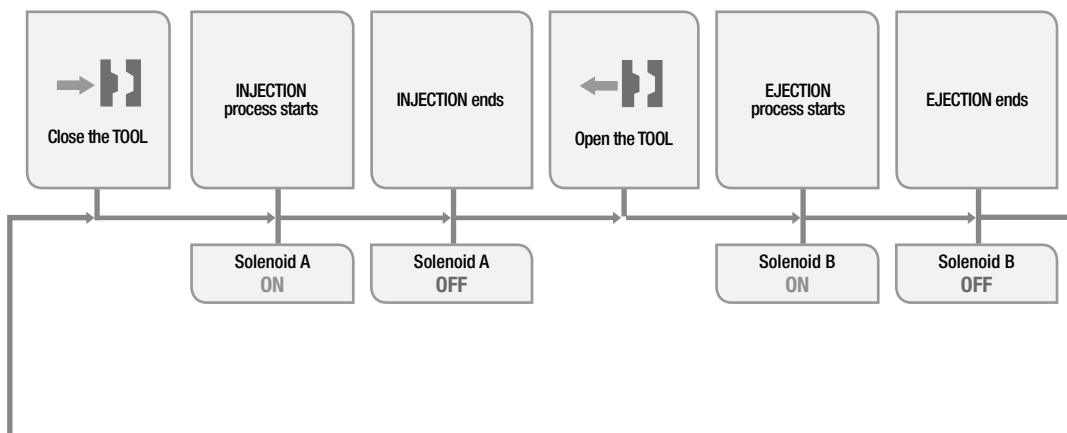 Close the TOOL
INJECTION
process starts
INJECTION ends
Open the TOOL
EJECTION
process starts
EJECTION ends
Solenoid A
ON
Solenoid A
OFF
Solenoid B
ON
Solenoid B
OFF